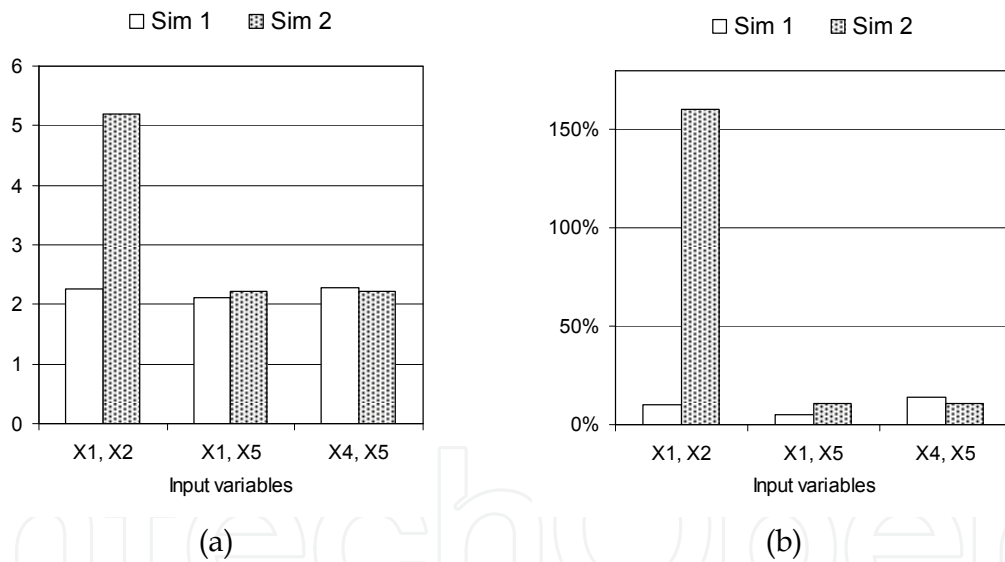 Sim 1 Sim 2
6
5
4
3
2
1
0
X1, X2 X1, X5 X4, X5
Input variables
(a)
Sim 1 Sim 2
150%
100%
50%
0%
X1, X2 X1, X5 X4, X5
Input variables
(b)